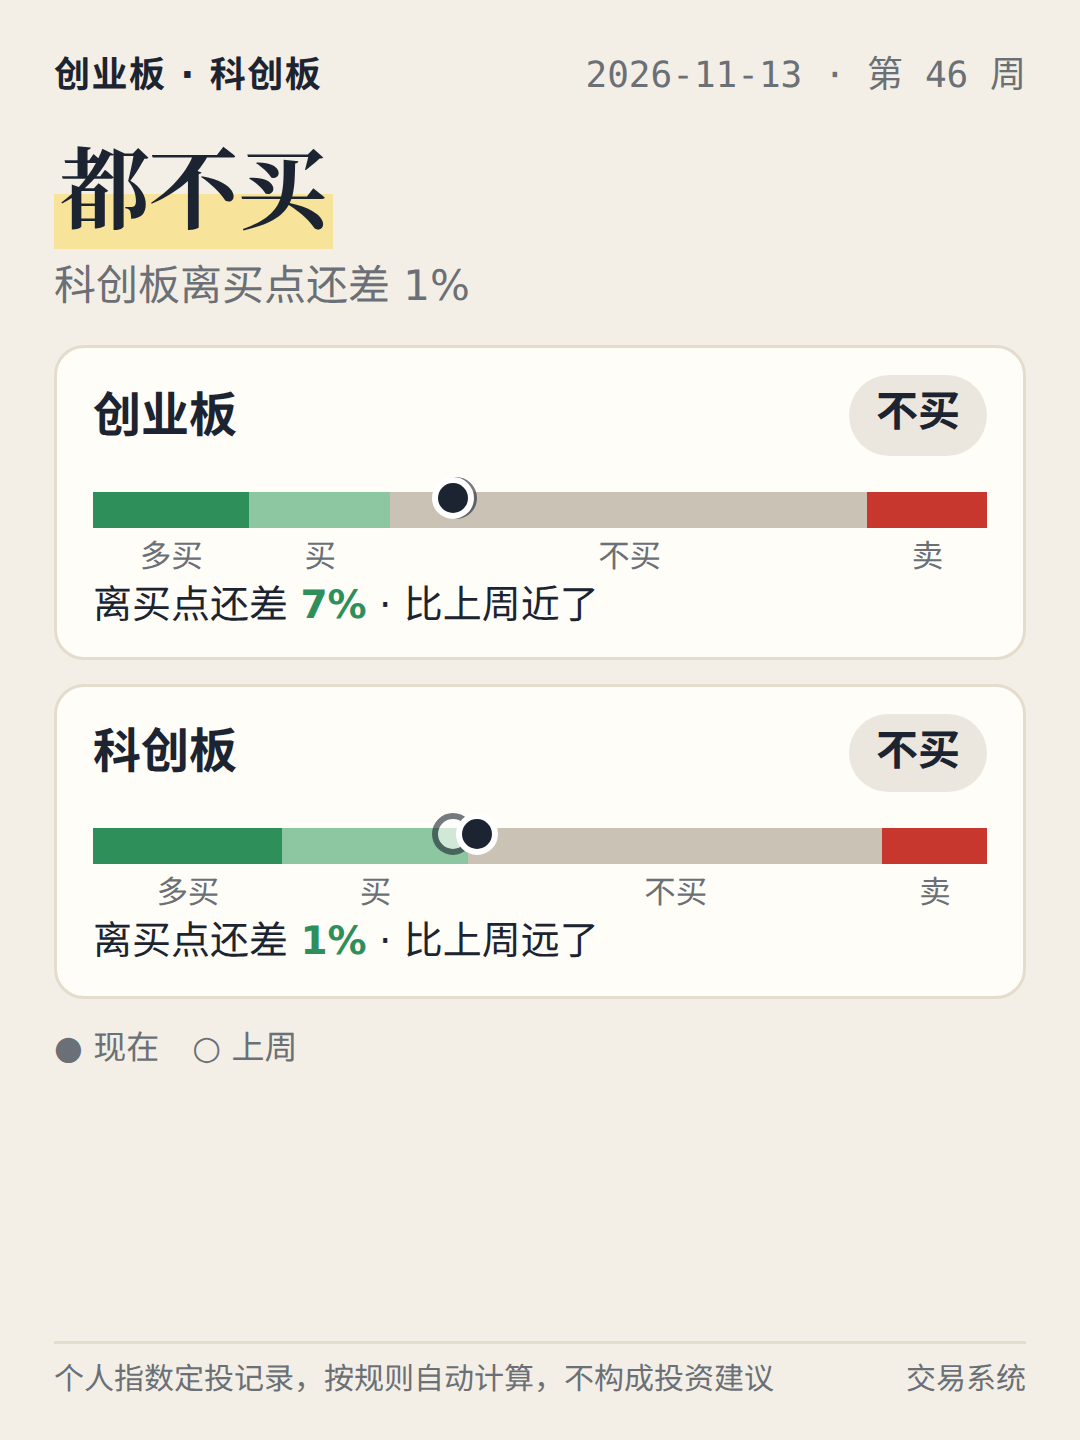 创业板 · 科创板
2026-11-13 · 第 46 周
都不买
科创板离买点还差 1%
创业板
不买
多买 买 不买 卖
离买点还差 7% · 比上周近了
科创板
不买
多买 买 不买 卖
离买点还差 1% · 比上周远了
● 现在 ○ 上周
个人指数定投记录，按规则自动计算，不构成投资建议
交易系统